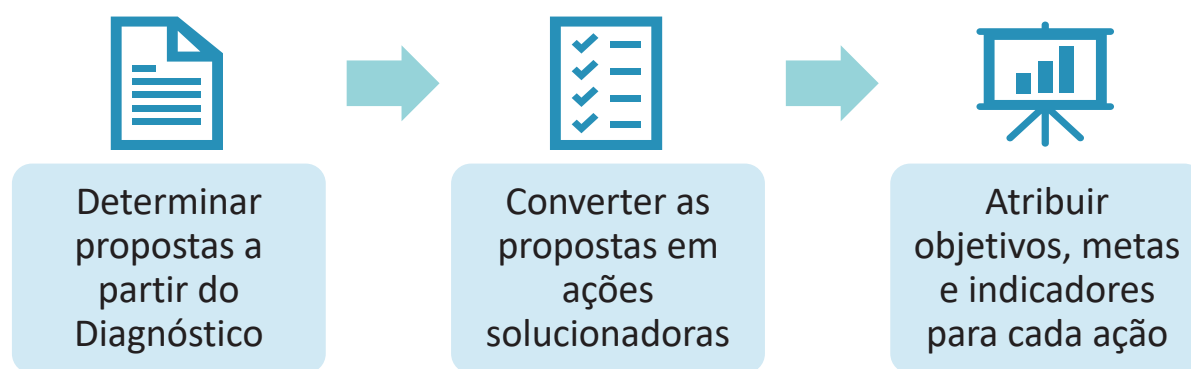 Determinar
propostas a
partir do
Diagnóstico
Converter as
propostas em
ações
solucionadoras
Atribuir
objetivos, metas
e indicadores
para cada ação